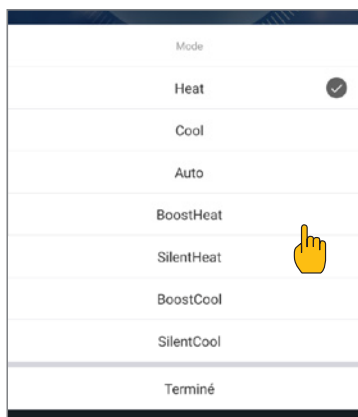 Mode
Heat
Cool
Auto
BoostHeat
SilentHeat
BoostCool
SilentCool
Terminé